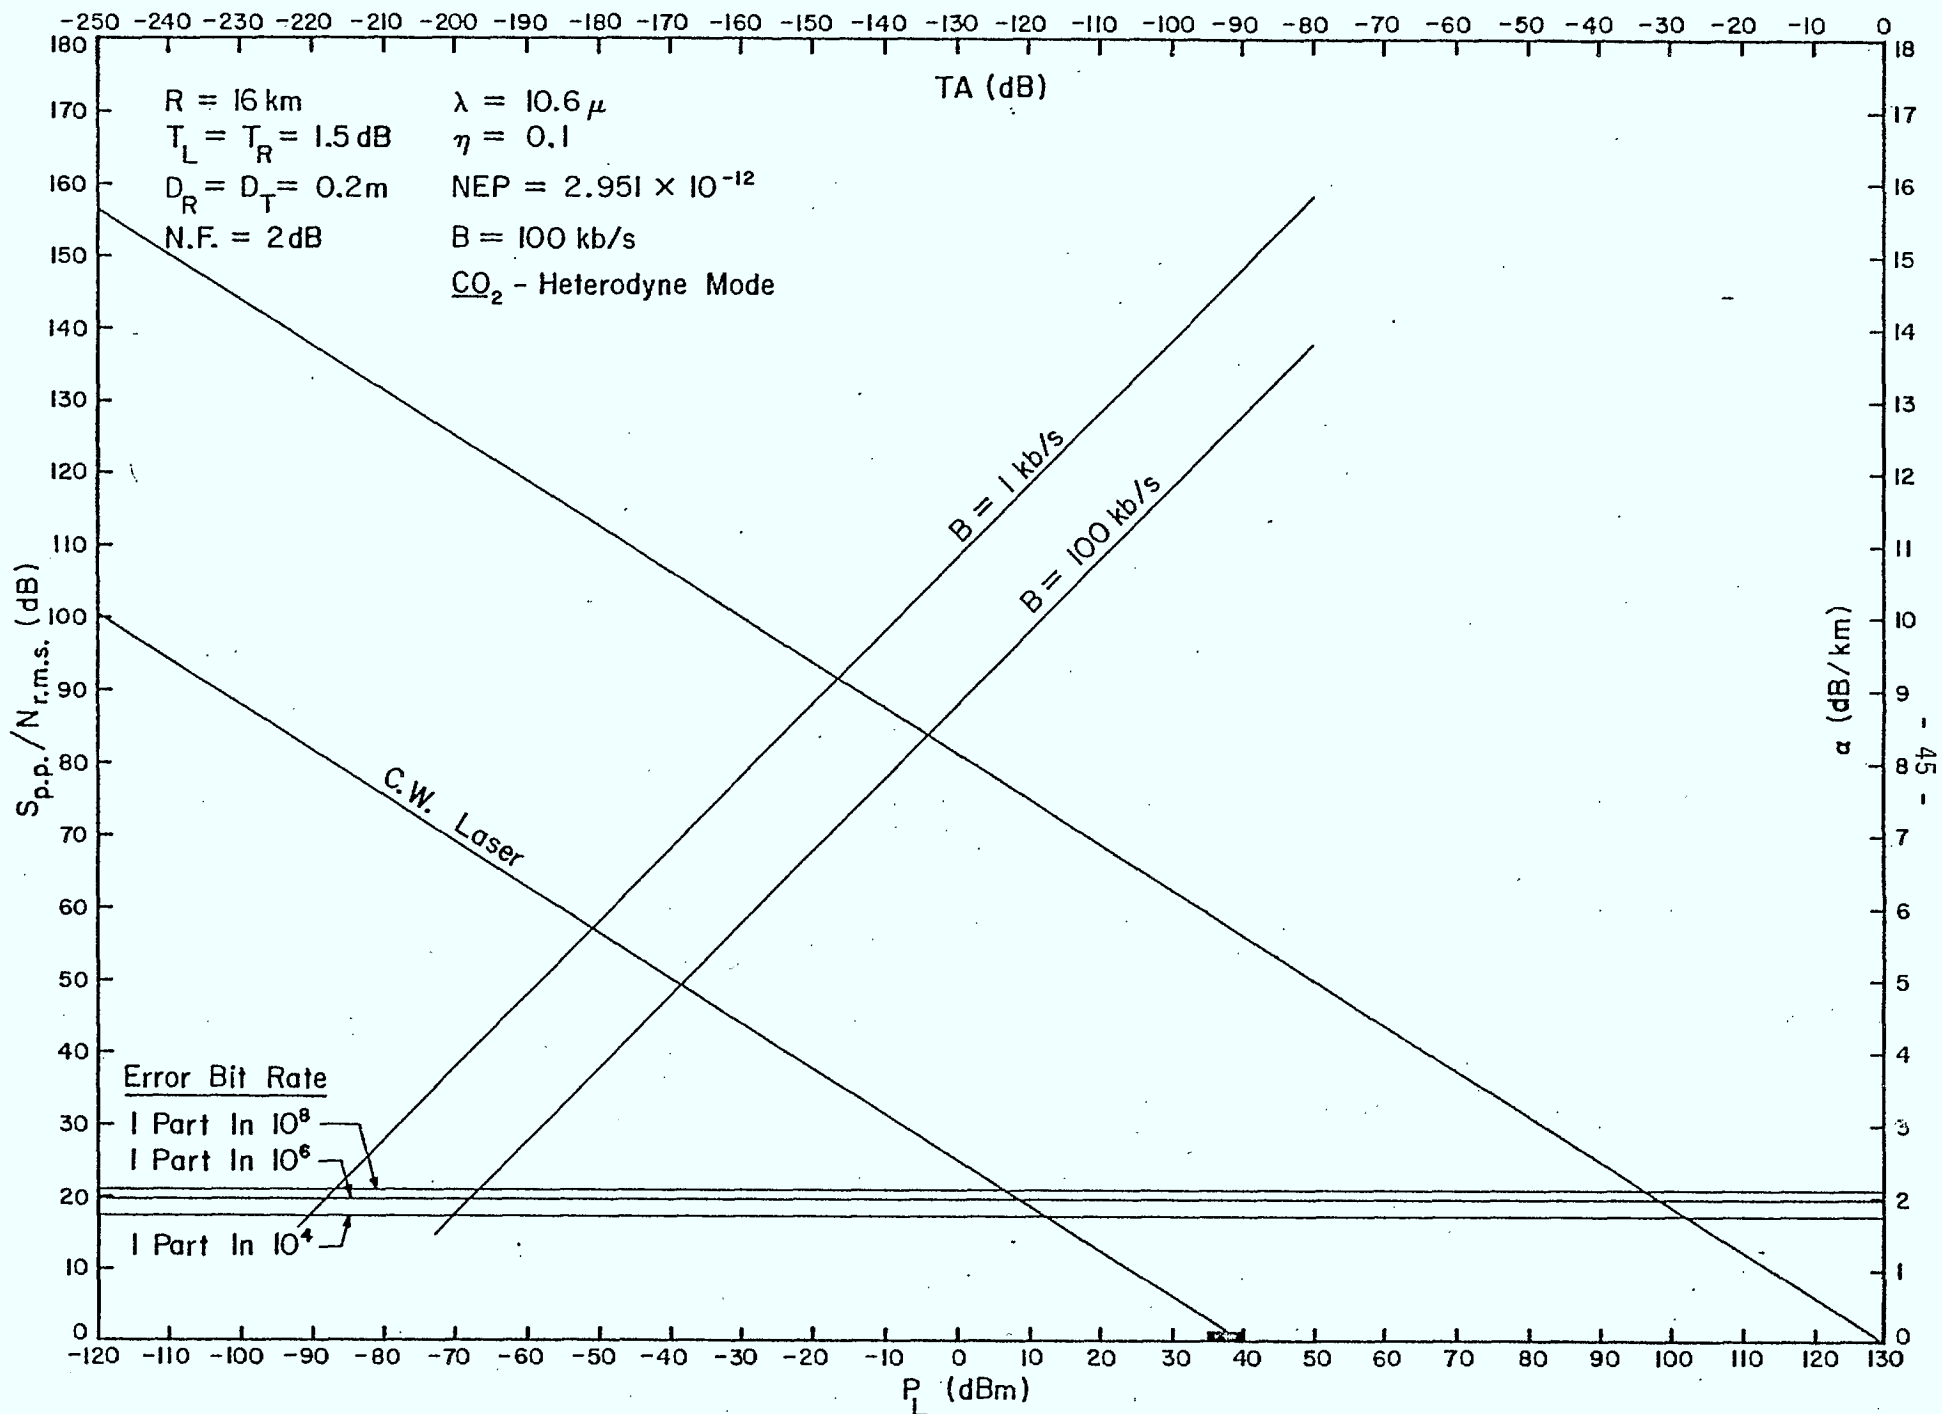 -250 -240 -230 -220 -210 -200 -190 -180 -170 -160 -150 -140 -130 -120 -110 -100 -90 -80 -70 -60 -50 -40 -30 -20 -10 0
TA (dB)
R = 16 km
T_L = T_R = 1.5 dB
D_R = D_T = 0.2m
N.F. = 2dB
λ = 10.6 μ
η = 0.1
NEP = 2.951 × 10⁻¹²
B = 100 kb/s
CO₂ - Heterodyne Mode
180
170
160
150
140
130
120
110
100
90
80
70
60
50
40
30
20
10
0
S_p.p./N_r.m.s. (dB)
B = 1 kb/s
B = 100 kb/s
C.W. Laser
Error Bit Rate
1 Part In 10⁸
1 Part In 10⁶
1 Part In 10⁴
18
17
16
15
14
13
12
11
10
9
8
7
6
5
4
3
2
1
0
α (dB/km)
- 45 -
-120 -110 -100 -90 -80 -70 -60 -50 -40 -30 -20 -10 0 10 20 30 40 50 60 70 80 90 100 110 120 130
P_L (dBm)